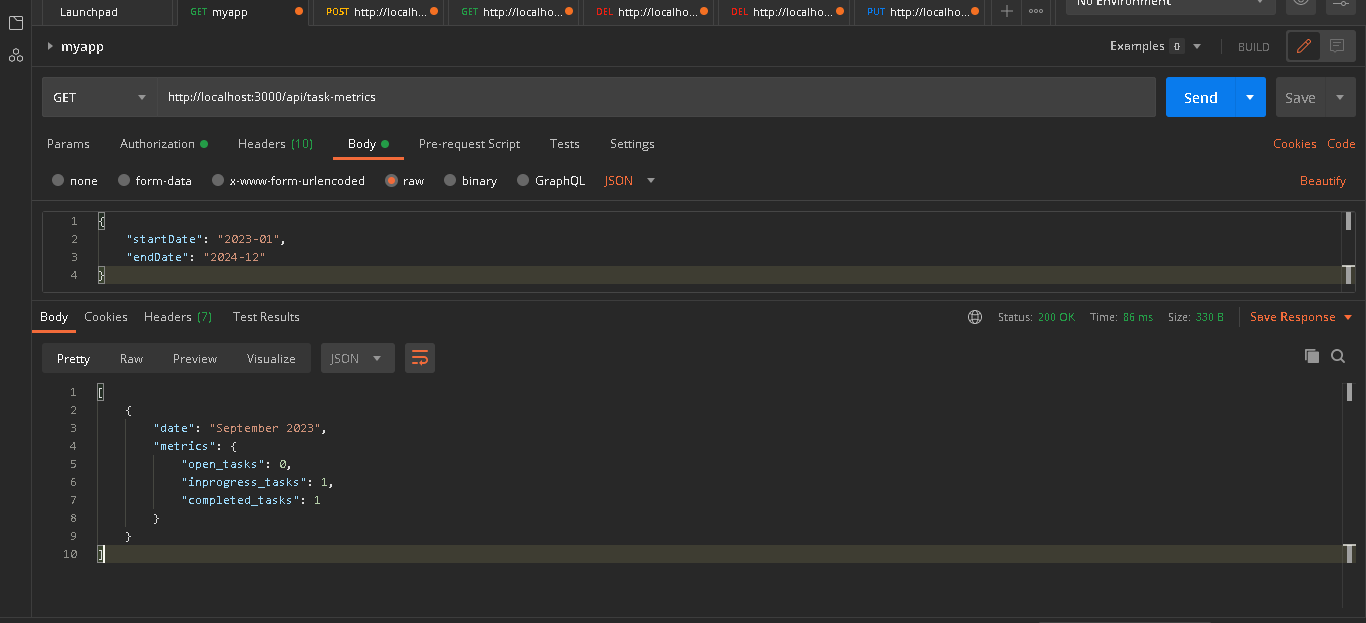 Launchpad
GET myapp
POST http://localh...
GET http://localho...
DEL http://localho...
DEL http://localho...
PUT http://localho...
No Environment
myapp
Examples 0
BUILD
GET
http://localhost:3000/api/task-metrics
Send
Save
Params
Authorization
Headers (10)
Body
Pre-request Script
Tests
Settings
Cookies
Code
none
form-data
x-www-form-urlencoded
raw
binary
GraphQL
JSON
Beautify
1 {
2 "startDate": "2023-01",
3 "endDate": "2024-12"
4 }
Body
Cookies
Headers (7)
Test Results
Status: 200 OK
Time: 86 ms
Size: 330 B
Save Response
Pretty
Raw
Preview
Visualize
JSON
1 [
2 {
3 "date": "September 2023",
4 "metrics": {
5 "open_tasks": 0,
6 "inprogress_tasks": 1,
7 "completed_tasks": 1
8 }
9 }
10 ]